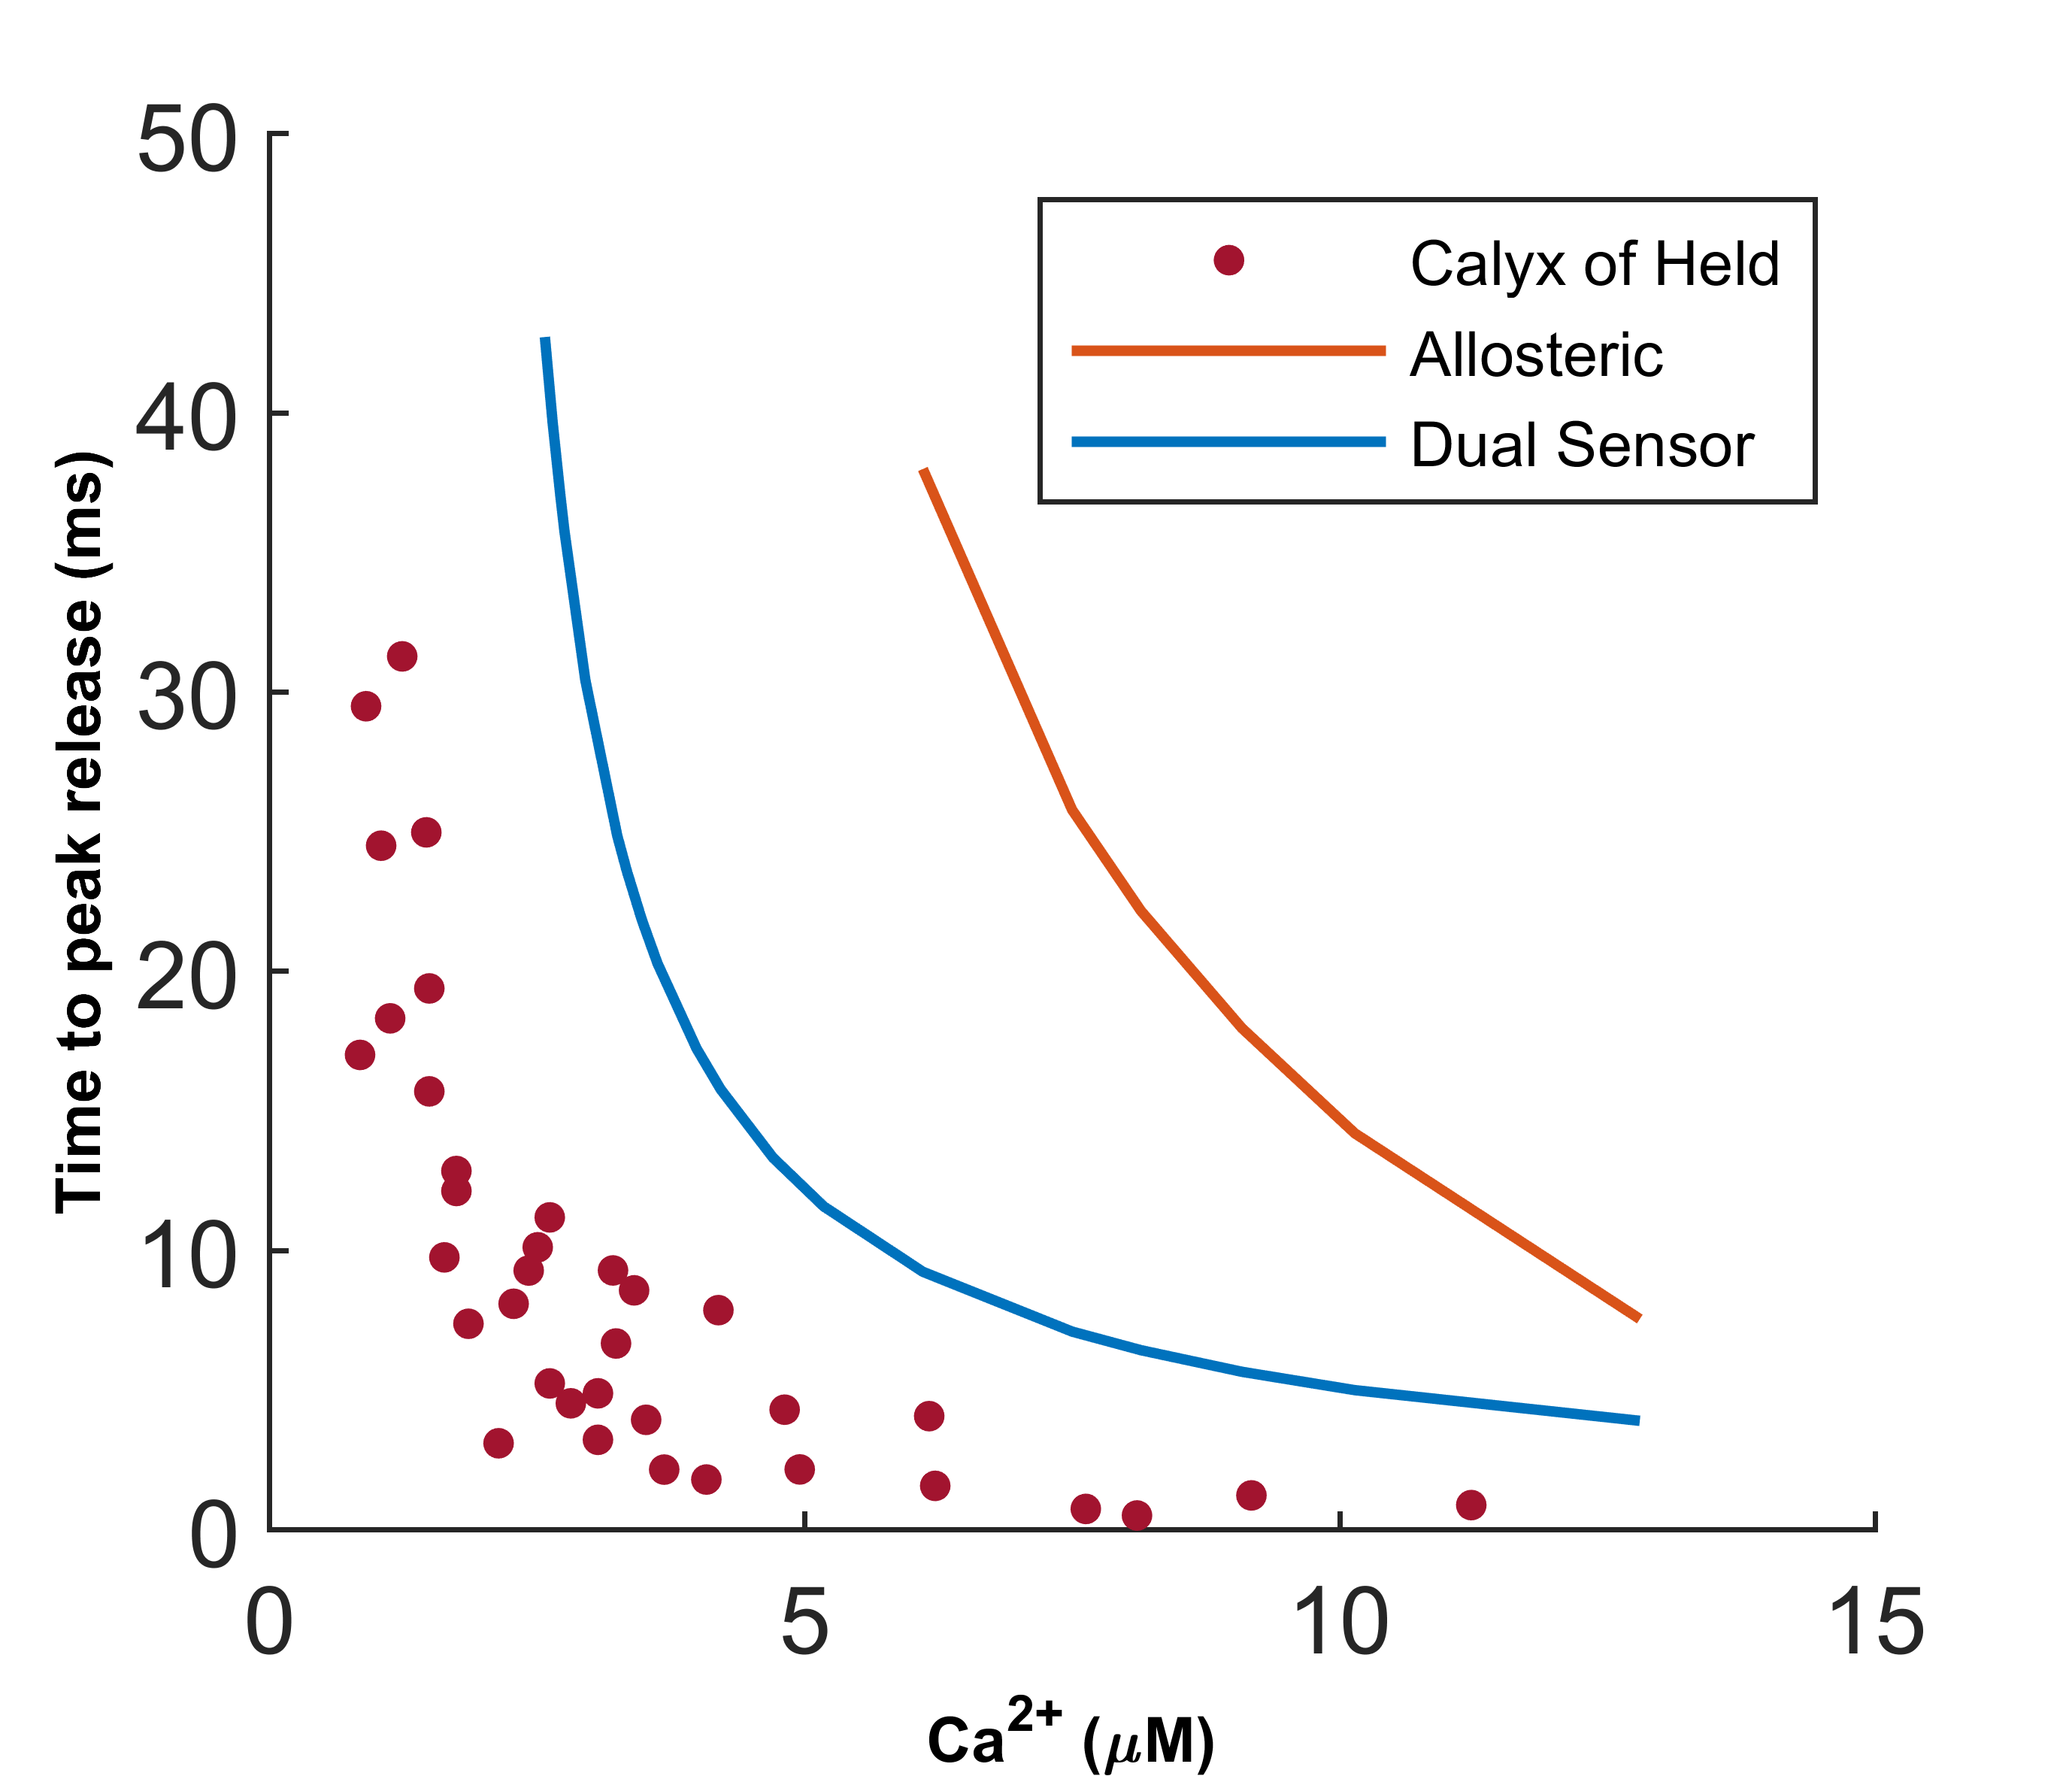 50
40
30
20
10
0
Time to peak release (ms)
Calyx of Held
Allosteric
Dual Sensor
0 5 10 15
Ca²⁺ (μM)